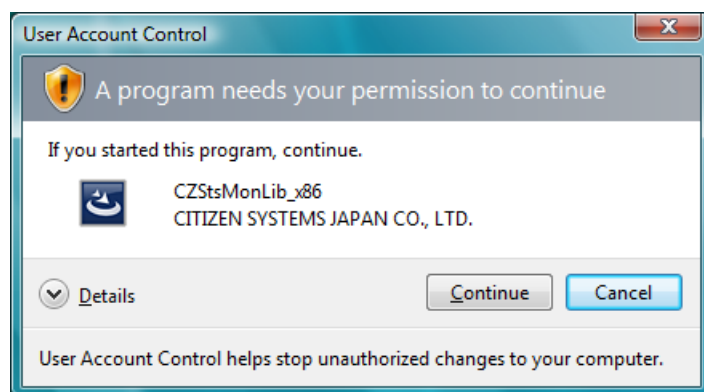 User Account Control
A program needs your permission to continue
If you started this program, continue.
CZStsMonLib_x86
CITIZEN SYSTEMS JAPAN CO., LTD.
Details
Continue
Cancel
User Account Control helps stop unauthorized changes to your computer.